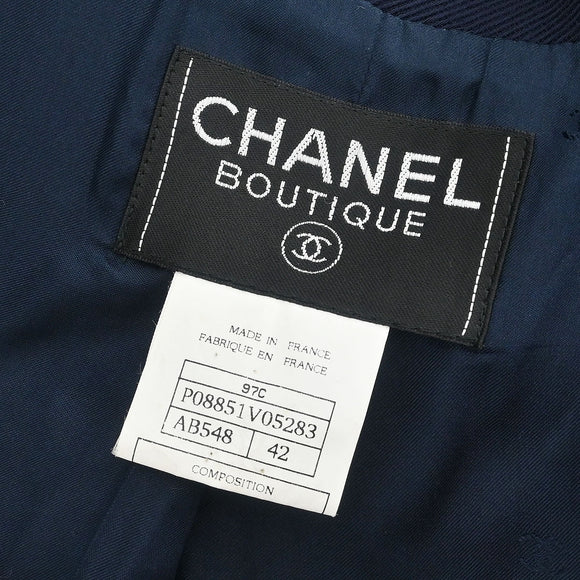 CHANEL
BOUTIQUE
MADE IN FRANCE
FABRIQUE EN FRANCE
97C
P08851V05283
AB548 42
COMPOSITION